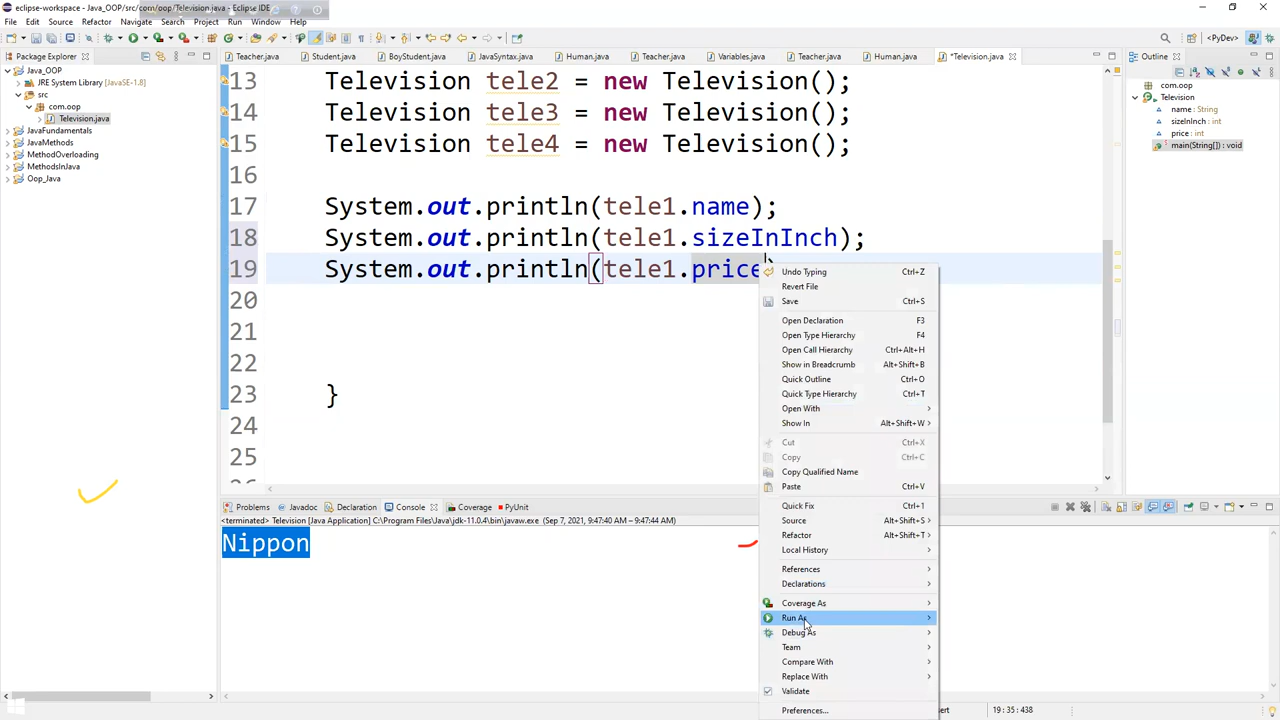 eclipse-workspace - Java_OOP/src/com/oop/Television.java - Eclipse IDE
File Edit Source Refactor Navigate Search Project Run Window Help
<PyDev>
Package Explorer
Teacher.java Student.java BoyStudent.java JavaSyntax.java Human.java Teacher.java Variables.java Teacher.java Human.java *Television.java
Outline
Java_OOP
JRE System Library [JavaSE-1.8]
src
com.oop
Television.java
JavaFundamentals
JavaMethods
MethodOverloading
MethodsInJava
Oop_Java
13 Television tele2 = new Television();
14 Television tele3 = new Television();
15 Television tele4 = new Television();
16
17 System.out.println(tele1.name);
18 System.out.println(tele1.sizeInInch);
19 System.out.println(tele1.price
20
21
22
23 }
24
25
com.oop
Television
name : String
sizeInInch : int
price : int
main(String[]) : void
Undo Typing Ctrl+Z
Revert File
Save Ctrl+S
Open Declaration F3
Open Type Hierarchy F4
Open Call Hierarchy Ctrl+Alt+H
Show in Breadcrumb Alt+Shift+B
Quick Outline Ctrl+O
Quick Type Hierarchy Ctrl+T
Open With
Show In Alt+Shift+W
Cut Ctrl+X
Copy Ctrl+C
Copy Qualified Name
Paste Ctrl+V
Quick Fix Ctrl+1
Source Alt+Shift+S
Refactor Alt+Shift+T
Local History
References
Declarations
Coverage As
Run As
Debug As
Team
Compare With
Replace With
Validate
Preferences...
Problems Javadoc Declaration Console Coverage PyUnit
<terminated> Television [Java Application] C:\Program Files\Java\jdk-11.0.4\bin\javaw.exe (Sep 7, 2021, 9:47:40 AM – 9:47:44 AM)
Nippon
19 : 35 : 438